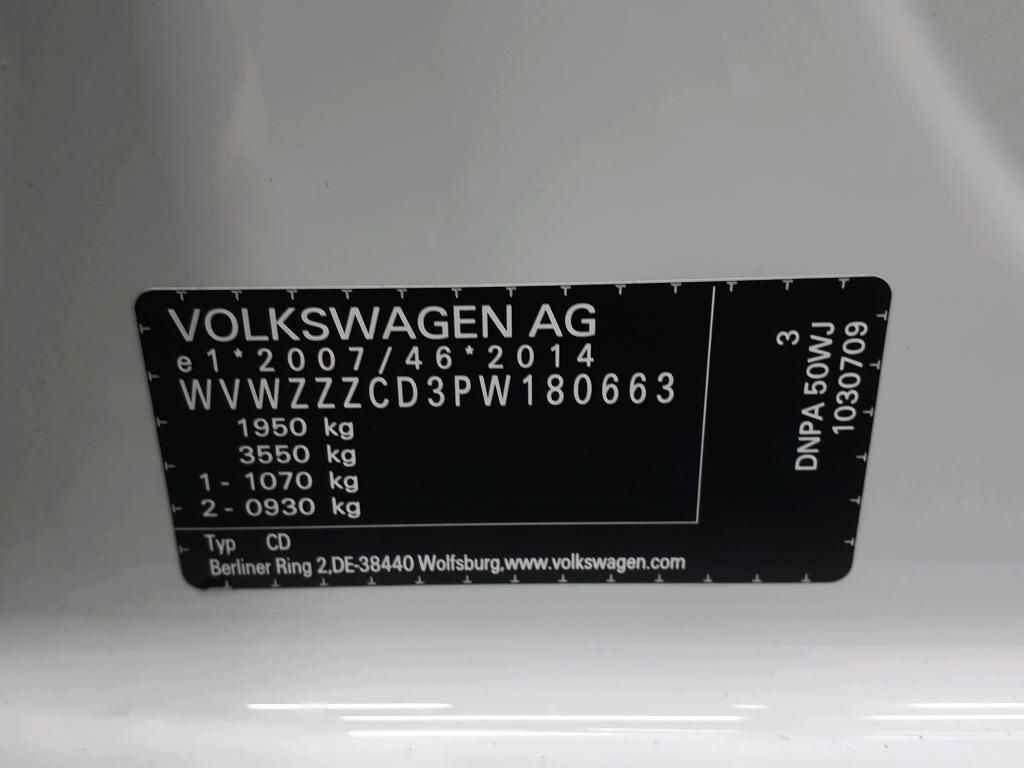 VOLKSWAGEN AG
e1*2007/46*2014
WVWZZZCD3PW180663
1950 kg
3550 kg
1 - 1070 kg
2 - 0930 kg
Typ CD
Berliner Ring 2,DE-38440 Wolfsburg,www.volkswagen.com
3
DNPA 50WJ
1030709